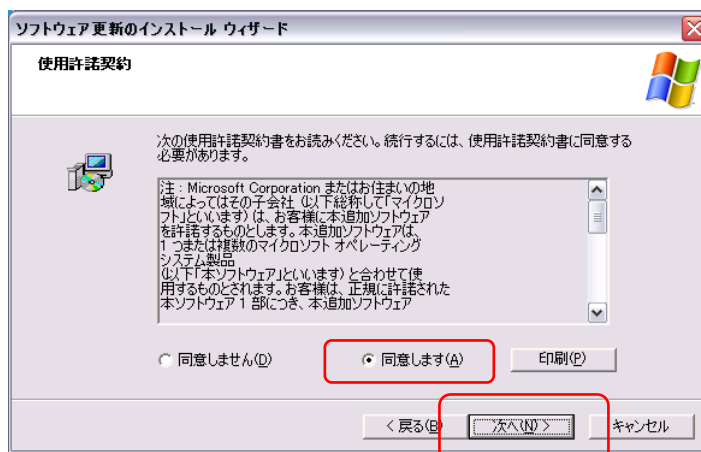 ソフトウェア更新のインストール ウィザード
使用許諾契約
次の使用許諾契約書をお読みください。続行するには、使用許諾契約書に同意する
必要があります。
注 : Microsoft Corporation またはお住まいの地
域によってはその子会社 (以下総称して「マイクロソ
フト」といいます) は、お客様に本追加ソフトウェア
を許諾するものとします。本追加ソフトウェアは、
1 つまたは複数のマイクロソフト オペレーティング
システム製品
(以下「本ソフトウェア」といいます) と合わせて使
用するものとされます。お客様は、正規に許諾された
本ソフトウェア 1 部につき、本追加ソフトウェア
同意しません(D)
同意します(A)
印刷(P)
< 戻る(B)
次へ(N) >
キャンセル